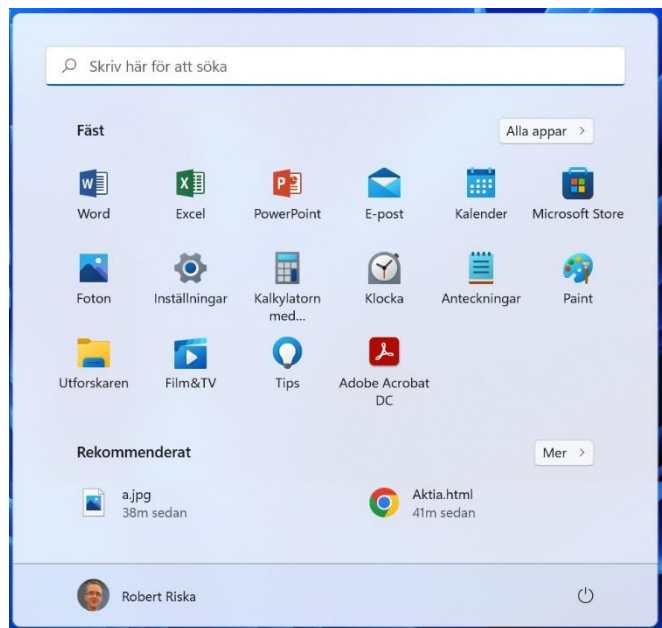 Skriv här för att söka
Fäst
Alla appar
Word Excel PowerPoint E-post Kalender Microsoft Store
Foton Inställningar Kalkylatorn med... Klocka Anteckningar Paint
Utforskaren Film&TV Tips Adobe Acrobat DC
Rekommenderat
Mer
a.jpg
38m sedan
Aktia.html
41m sedan
Robert Riska